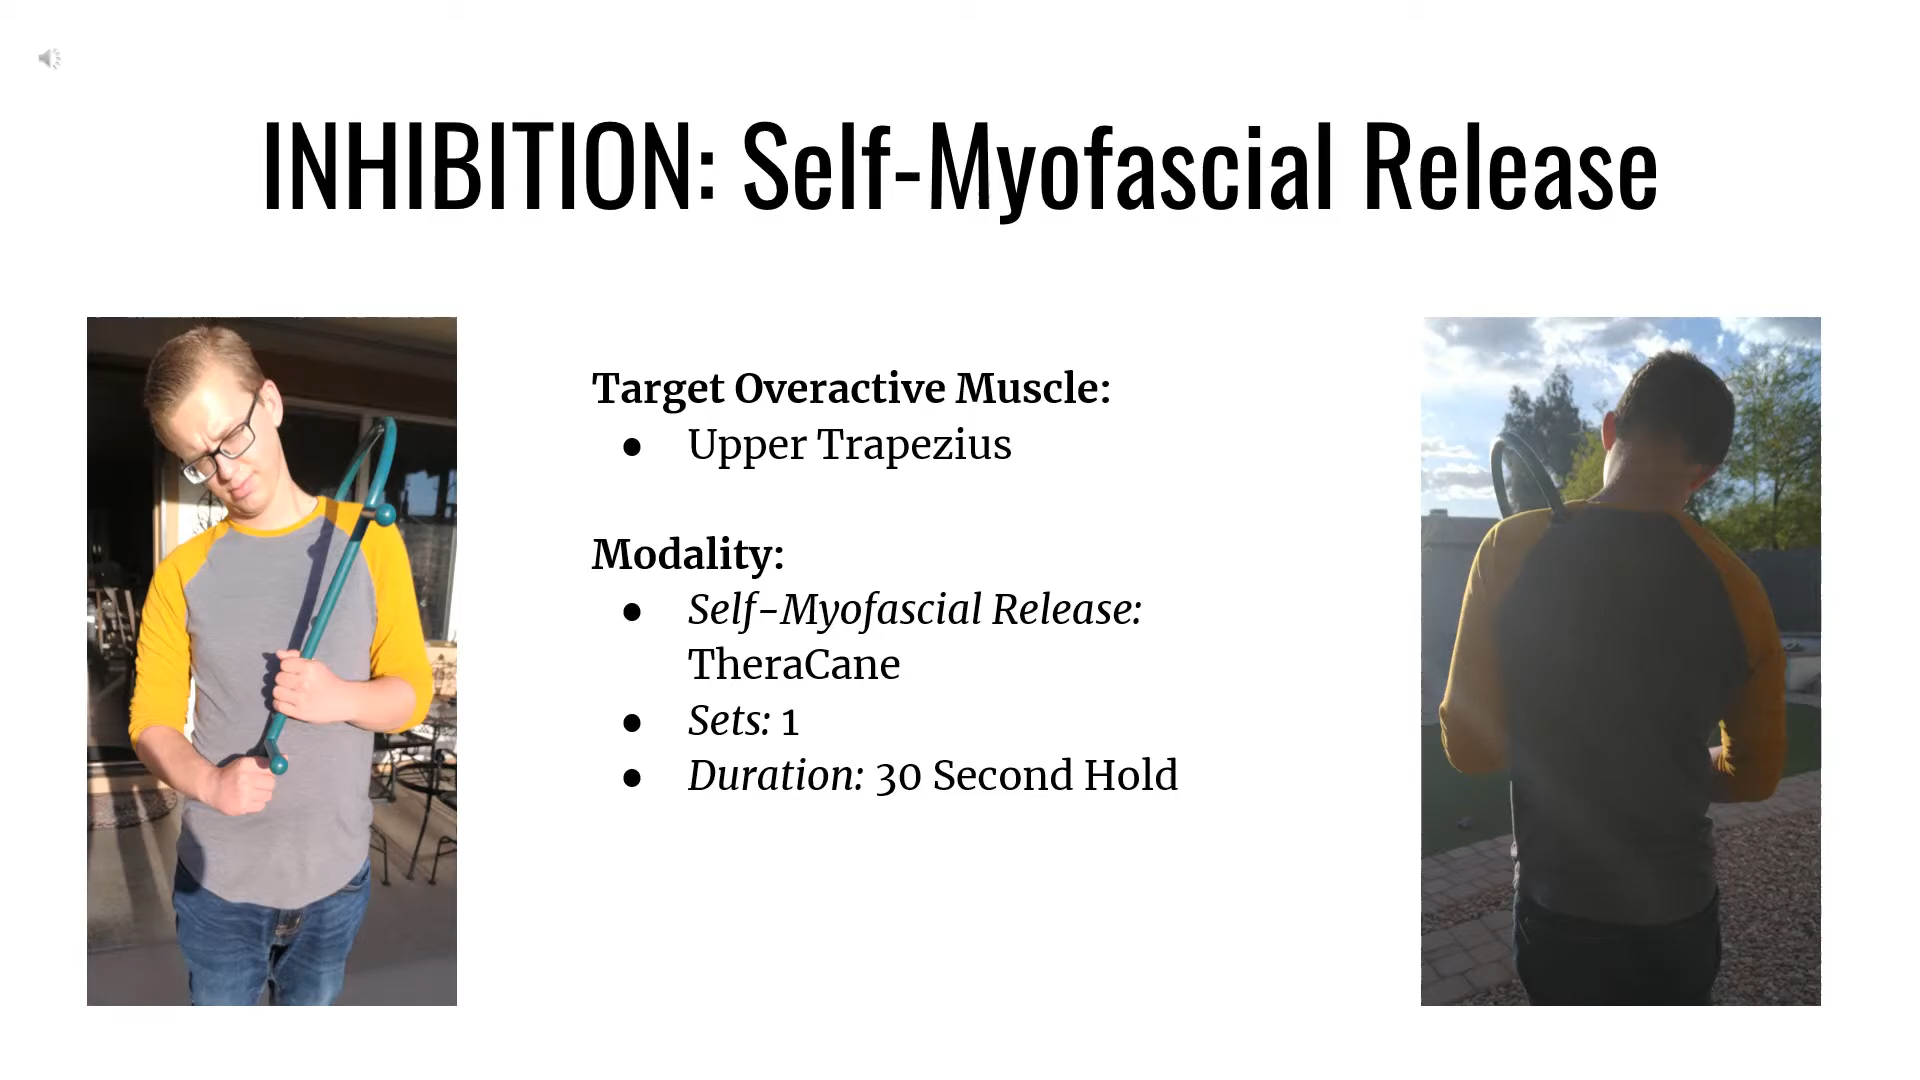 INHIBITION: Self-Myofascial Release
Target Overactive Muscle:
● Upper Trapezius
Modality:
● Self-Myofascial Release:
TheraCane
● Sets: 1
● Duration: 30 Second Hold